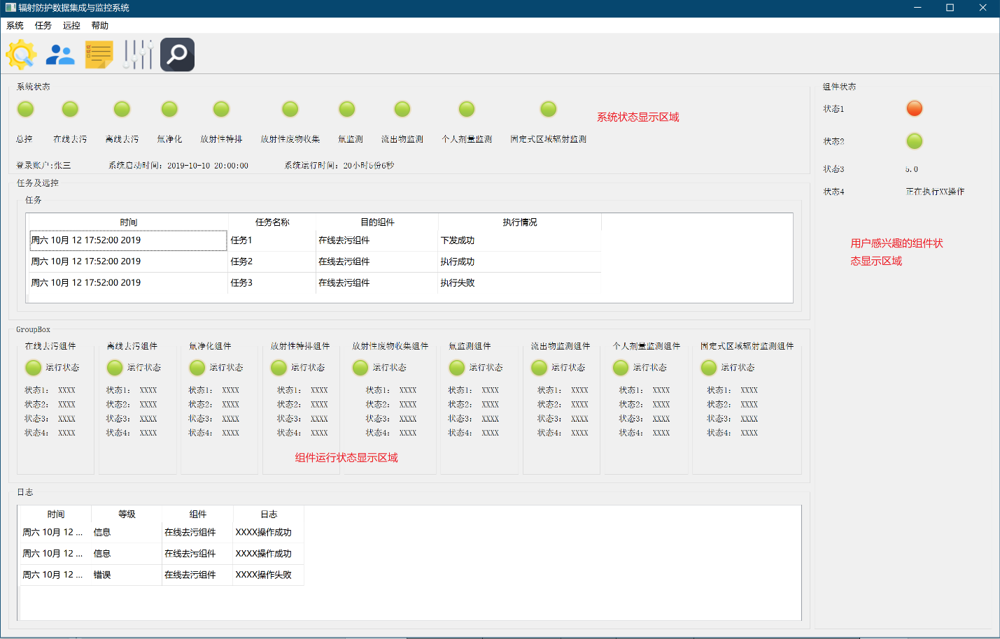 辐射防护数据集成与监控系统
系统 任务 远控 帮助
系统状态
总控 在线去污 离线去污 氚净化 放射性特排 放射性废物收集 氚监测 流出物监测 个人剂量监测 固定式区域辐射监测
系统状态显示区域
登录账户:张三 系统启动时间：2019-10-10 20:00:00 系统运行时间：20小时5份6秒
任务及远控
任务
时间 任务名称 目的组件 执行情况
周六 10月 12 17:52:00 2019 任务1 在线去污组件 下发成功
周六 10月 12 17:52:00 2019 任务2 在线去污组件 执行成功
周六 10月 12 17:52:00 2019 任务3 在线去污组件 执行失败
GroupBox
在线去污组件 离线去污组件 氚净化组件 放射性特排组件 放射性废物收集组件 氚监测组件 流出物监测组件 个人剂量监测组件 固定式区域辐射监测组件
运行状态 运行状态 运行状态 运行状态 运行状态 运行状态 运行状态 运行状态 运行状态
状态1： XXXX 状态1： XXXX 状态1： XXXX 状态1： XXXX 状态1： XXXX 状态1： XXXX 状态1： XXXX 状态1： XXXX 状态1： XXXX
状态2： XXXX 状态2： XXXX 状态2： XXXX 状态2： XXXX 状态2： XXXX 状态2： XXXX 状态2： XXXX 状态2： XXXX 状态2： XXXX
状态3： XXXX 状态3： XXXX 状态3： XXXX 状态3： XXXX 状态3： XXXX 状态3： XXXX 状态3： XXXX 状态3： XXXX 状态3： XXXX
状态4： XXXX 状态4： XXXX 状态4： XXXX 状态4： XXXX 状态4： XXXX 状态4： XXXX 状态4： XXXX 状态4： XXXX 状态4： XXXX
组件运行状态显示区域
日志
时间 等级 组件 日志
周六 10月 12 ... 信息 在线去污组件 XXXX操作成功
周六 10月 12 ... 信息 在线去污组件 XXXX操作成功
周六 10月 12 ... 错误 在线去污组件 XXXX操作失败
组件状态
状态1
状态2
状态3 5.0
状态4 正在执行XX操作
用户感兴趣的组件状
态显示区域